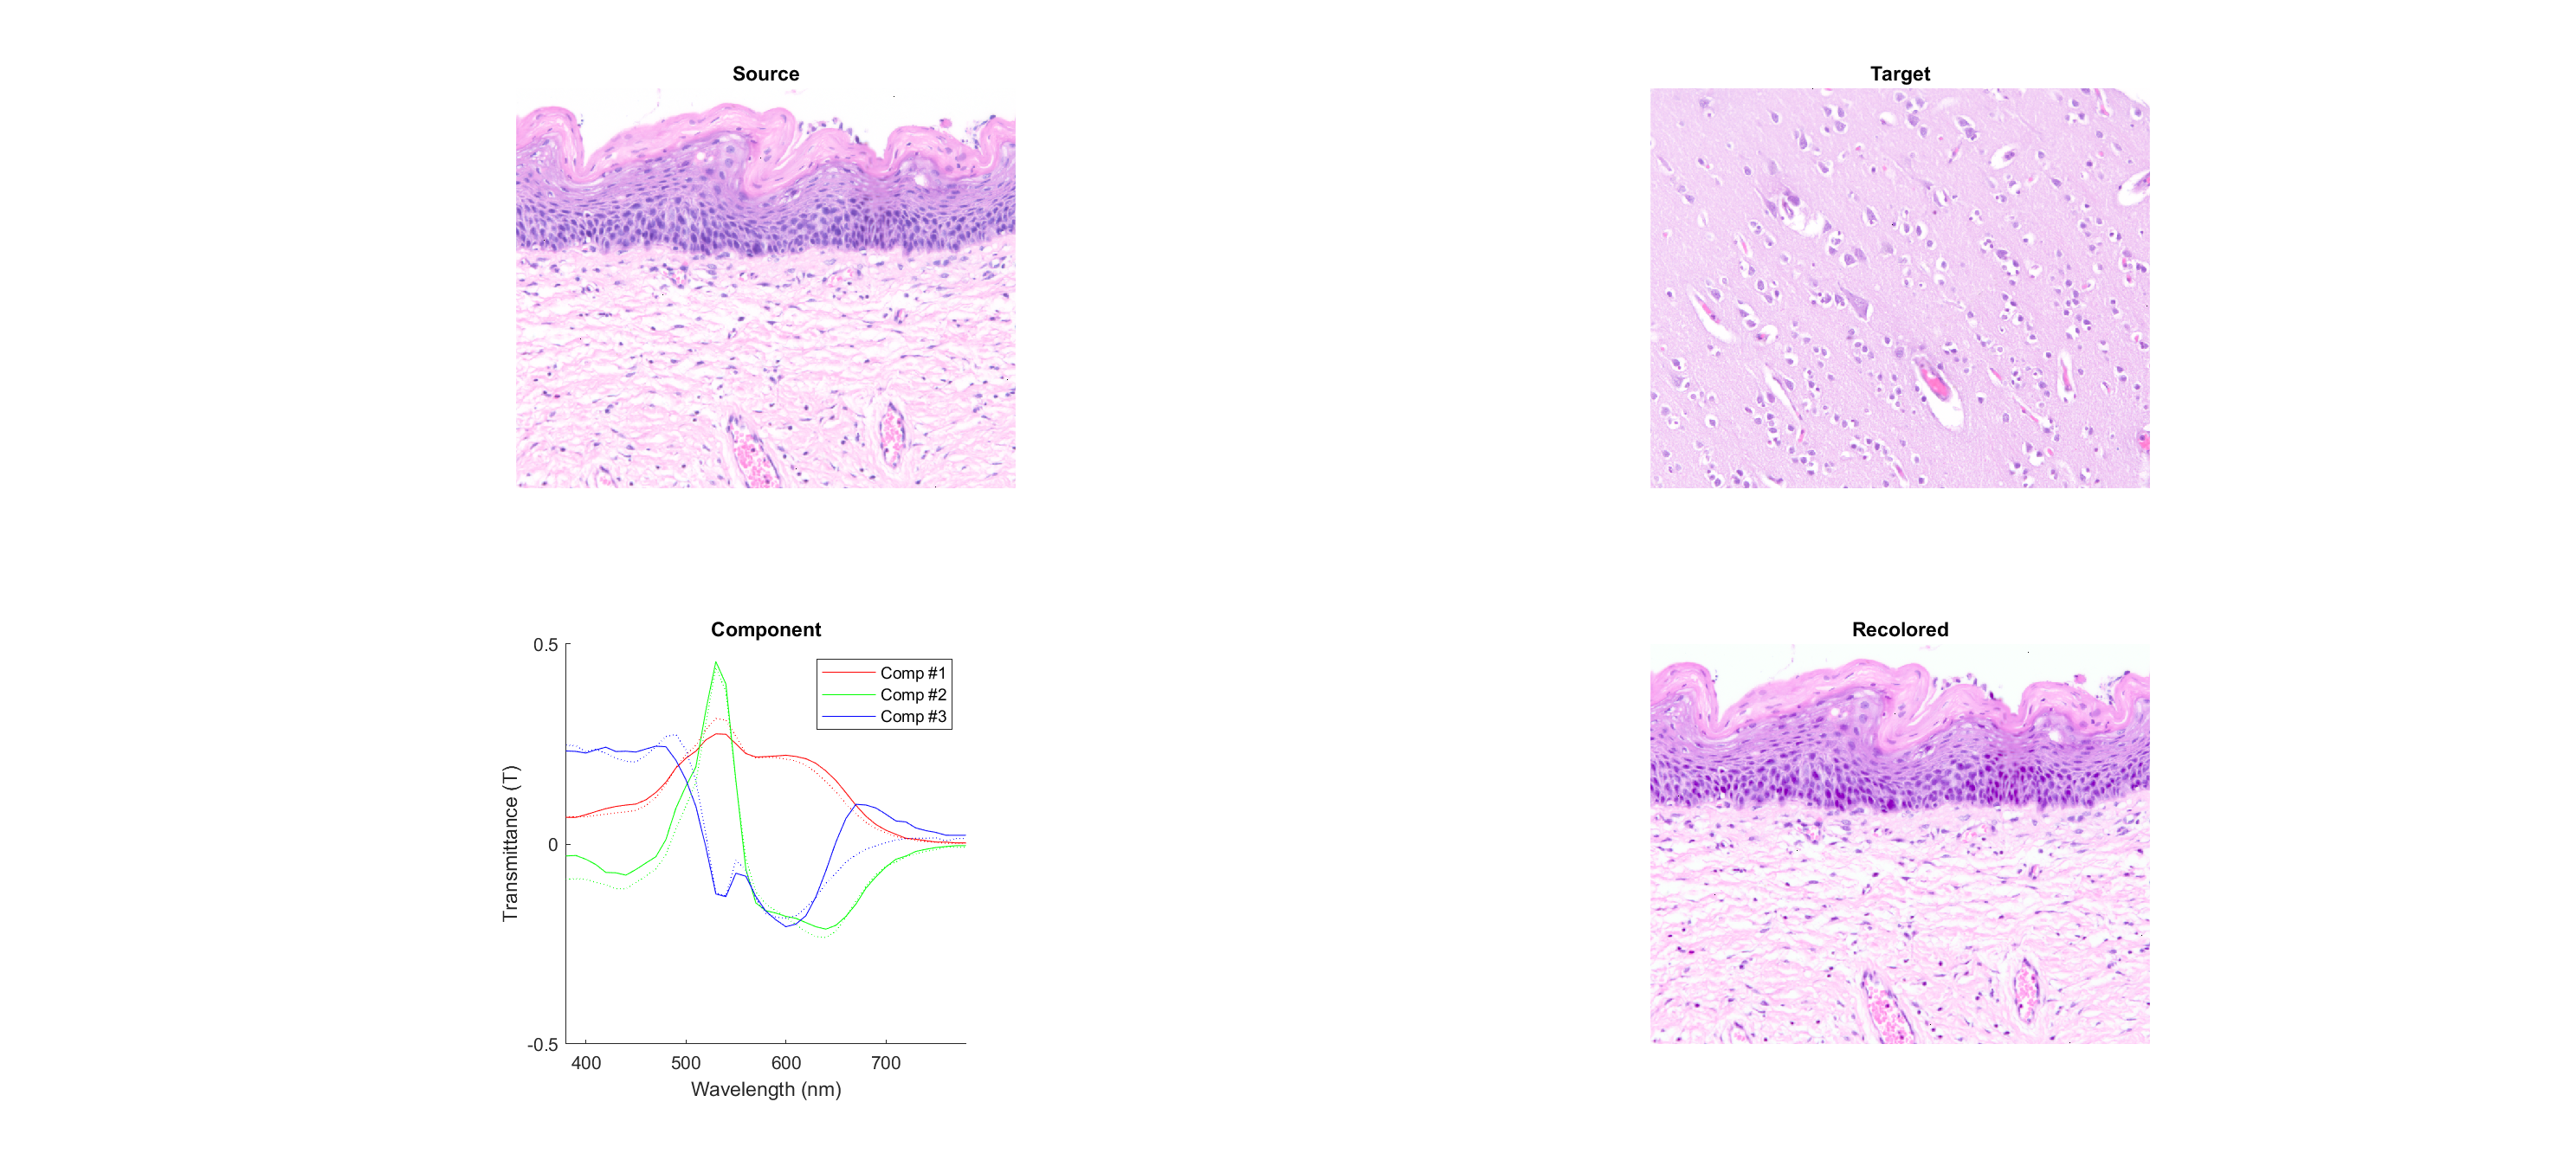 Source
Target
Component
0.5
0
-0.5
400 500 600 700
Transmittance (T)
Wavelength (nm)
Comp #1
Comp #2
Comp #3
Recolored